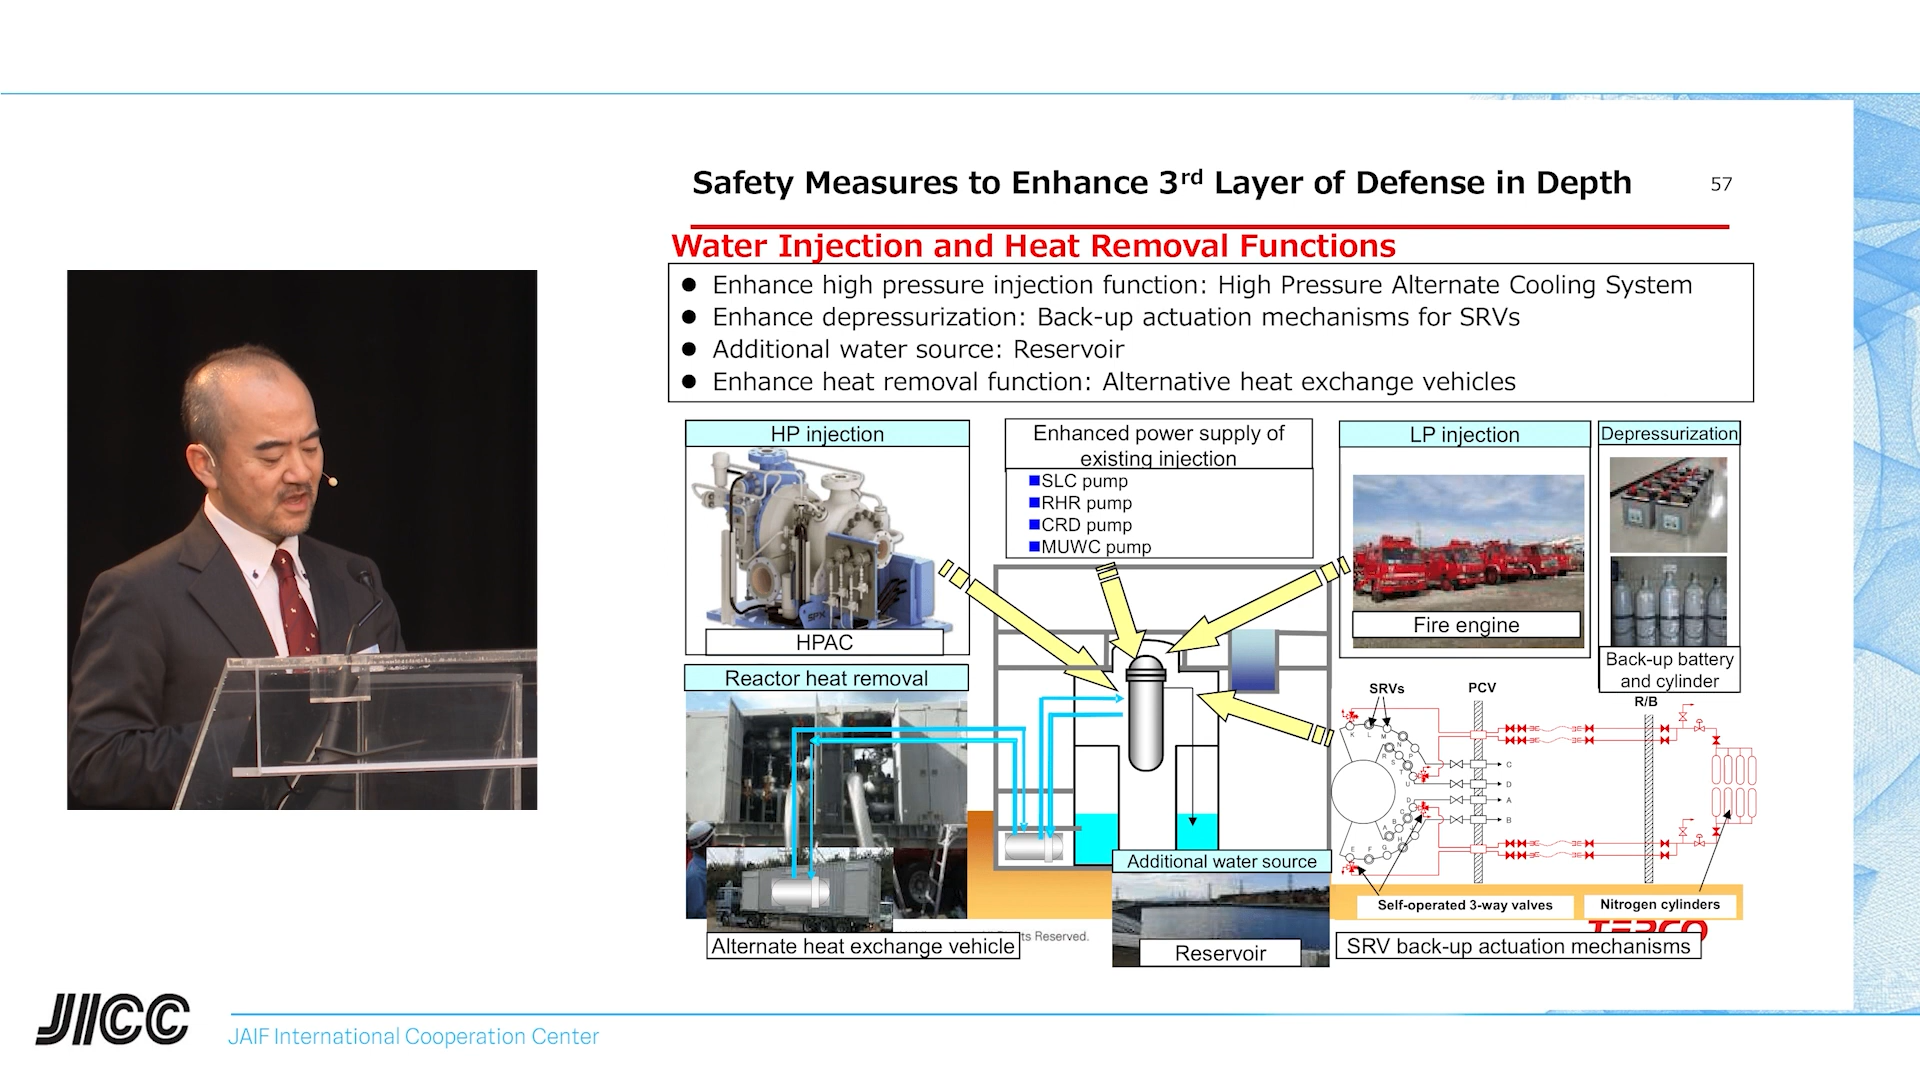 Safety Measures to Enhance 3rd Layer of Defense in Depth
57
Water Injection and Heat Removal Functions
● Enhance high pressure injection function: High Pressure Alternate Cooling System
● Enhance depressurization: Back-up actuation mechanisms for SRVs
● Additional water source: Reservoir
● Enhance heat removal function: Alternative heat exchange vehicles
HP injection
HPAC
Enhanced power supply of
existing injection
■SLC pump
■RHR pump
■CRD pump
■MUWC pump
LP injection
Fire engine
Depressurization
Back-up battery
and cylinder
Reactor heat removal
Alternate heat exchange vehicle
ts Reserved.
Additional water source
Reservoir
SRVs
PCV
R/B
K
L
M
N
P
R
S
T
U
C
D
A
B
D
C
B
A
H
G
F
E
Self-operated 3-way valves
Nitrogen cylinders
TEPCO
SRV back-up actuation mechanisms
JICC
JAIF International Cooperation Center